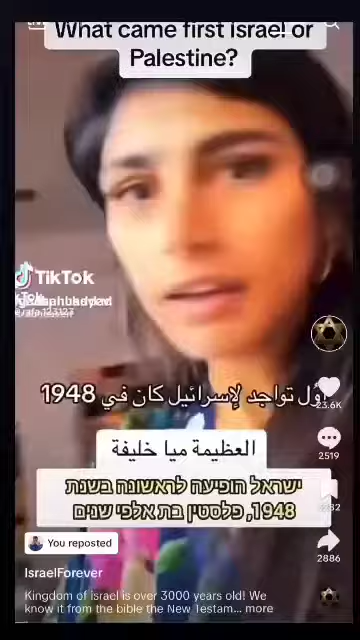 What came first Israel or
Palestine?
TikTok
أول تواجد لإسرائيل كان في 1948
العظيمة ميا خليفة
ישראל הופיעה לראשונה בשנת
1948, פלסטין בת אלפי שנים
23.6K
2519
2886
You reposted
IsraelForever
Kingdom of israel is over 3000 years old! We
know it from the bible the New Testam... more